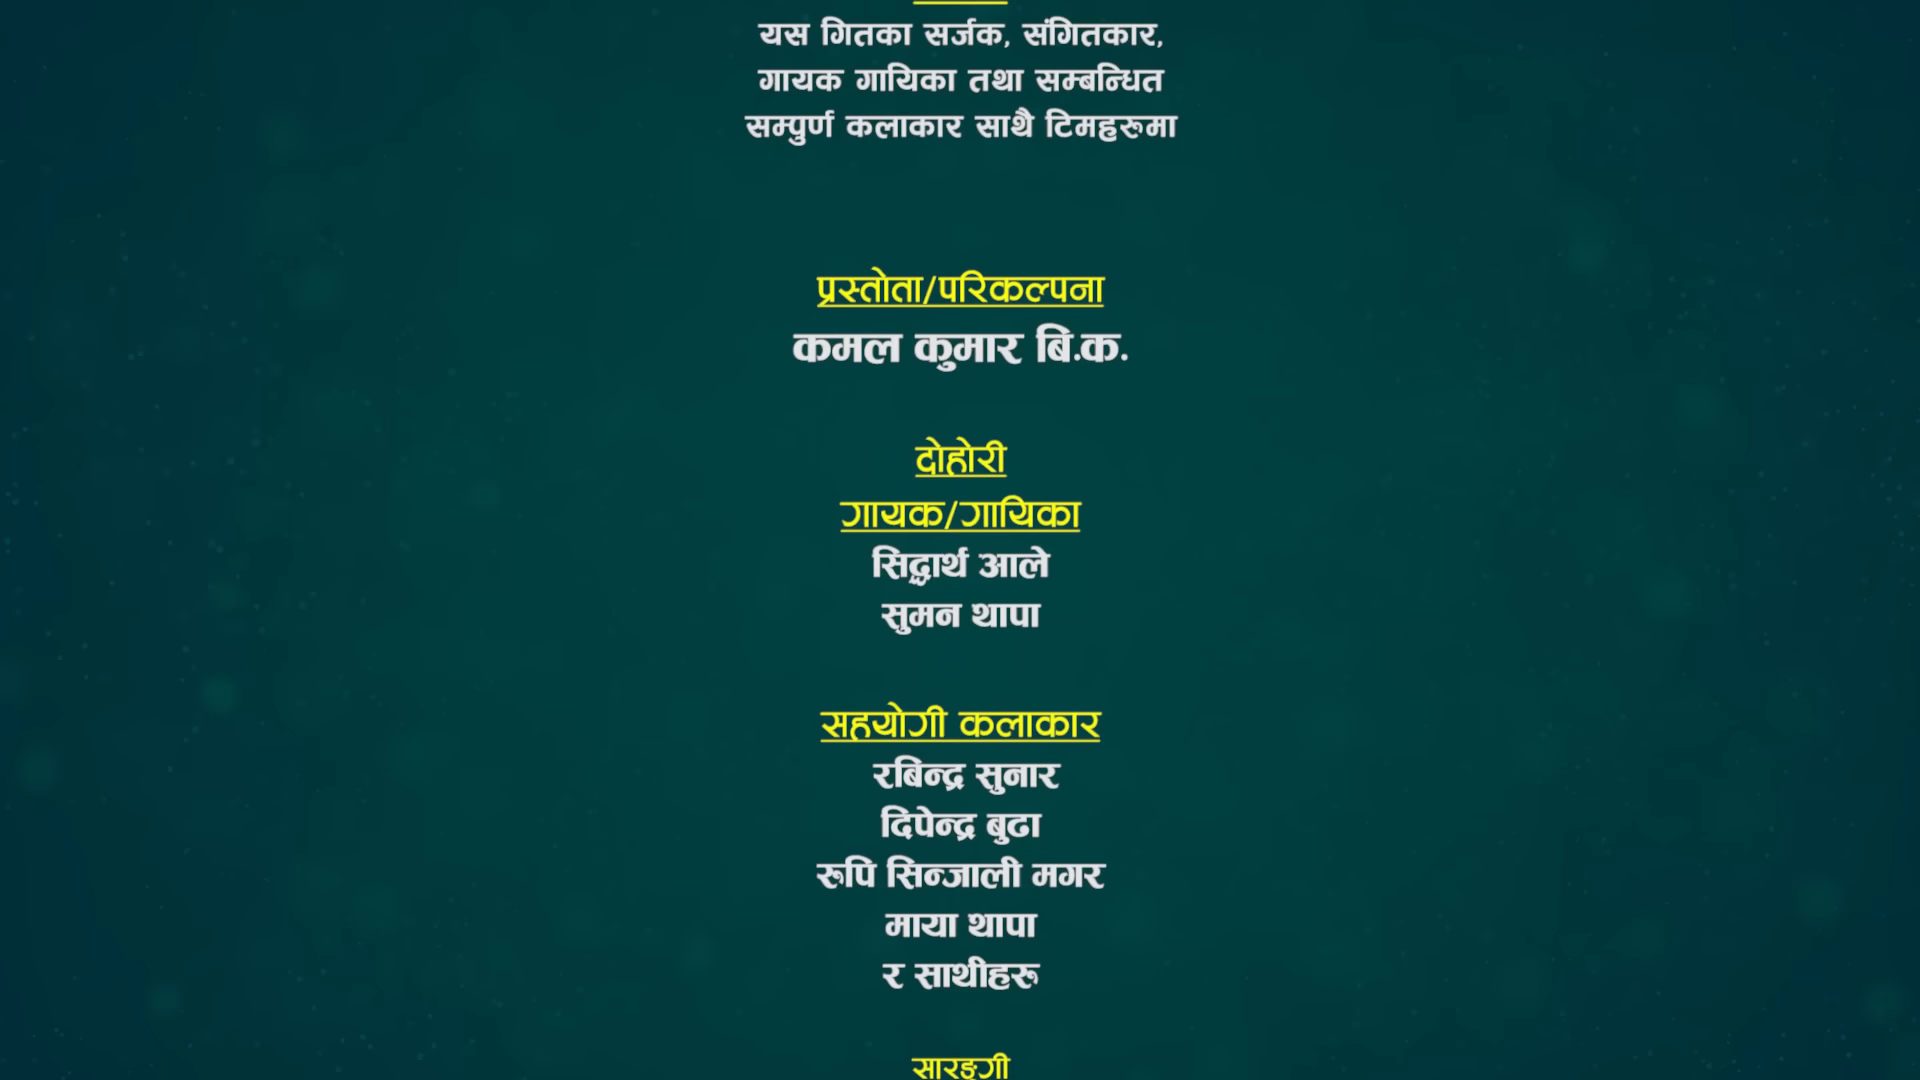 यस गितका सर्जक, संगितकार,
गायक गायिका तथा सम्बन्धित
सम्पुर्ण कलाकार साथै टिमहरुमा
प्रस्तोता/परिकल्पना
कमल कुमार बि.क.
दोहोरी
गायक/गायिका
सिद्धार्थ आले
सुमन थापा
सहयोगी कलाकार
रबिन्द्र सुनार
दिपेन्द्र बुढा
रुपि सिन्जाली मगर
माया थापा
र साथीहरु
सारङ्गी